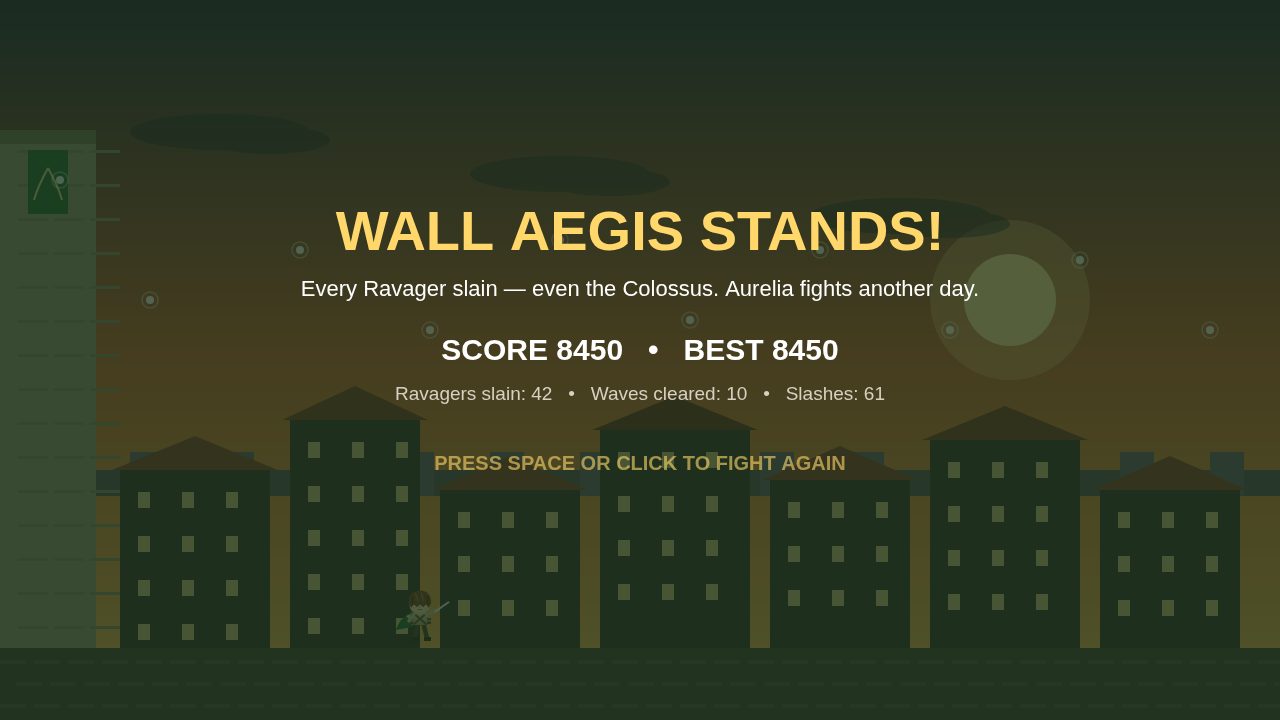 WALL AEGIS STANDS!
Every Ravager slain — even the Colossus. Aurelia fights another day.
SCORE 8450 • BEST 8450
Ravagers slain: 42 • Waves cleared: 10 • Slashes: 61
PRESS SPACE OR CLICK TO FIGHT AGAIN